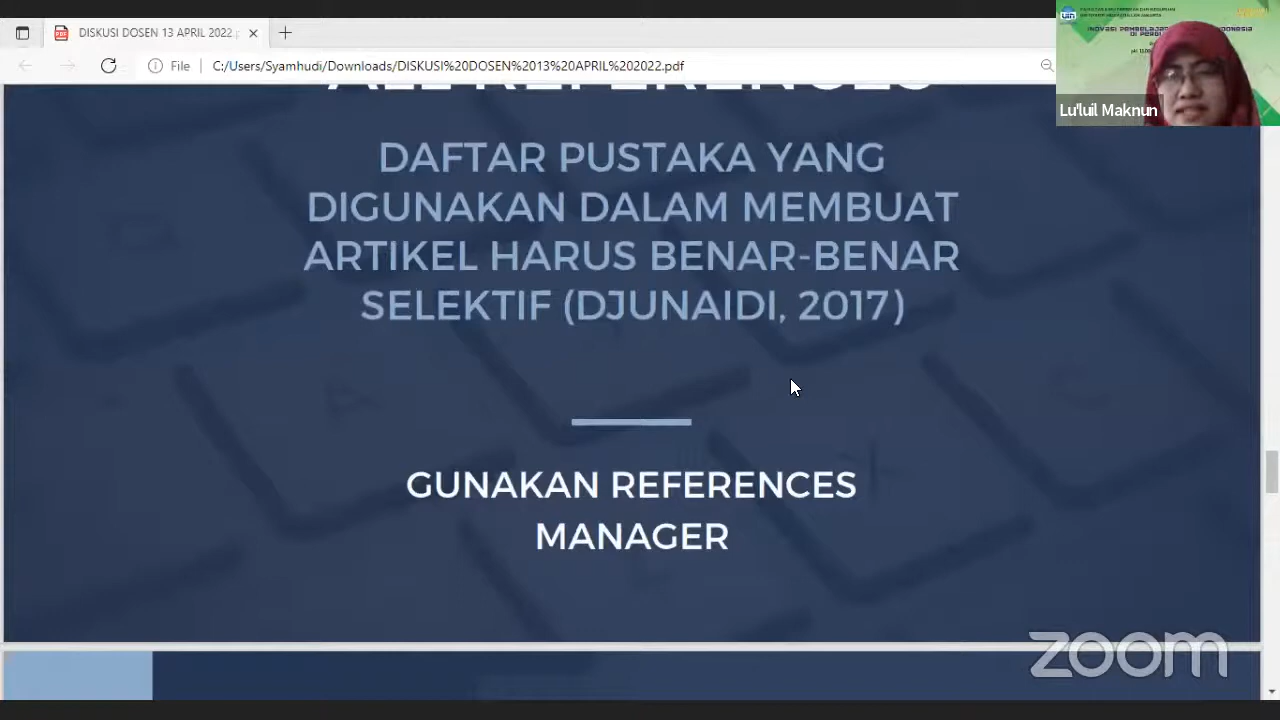 DISKUSI DOSEN 13 APRIL 2022
File
C:/Users/Syamhudi/Downloads/DISKUSI%20DOSEN%2013%20APRIL%202022.pdf
Lu'luil Maknun
DAFTAR PUSTAKA YANG
DIGUNAKAN DALAM MEMBUAT
ARTIKEL HARUS BENAR-BENAR
SELEKTIF (DJUNAIDI, 2017)
GUNAKAN REFERENCES
MANAGER
zoom